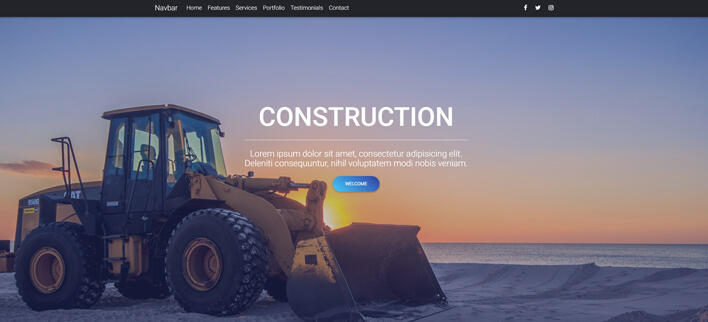 Navbar Home Features Services Portfolio Testimonials Contact
CONSTRUCTION
Lorem ipsum dolor sit amet, consectetur adipisicing elit.
Deleniti consequuntur, nihil voluptatem modi nobis veniam.
WELCOME
CAT